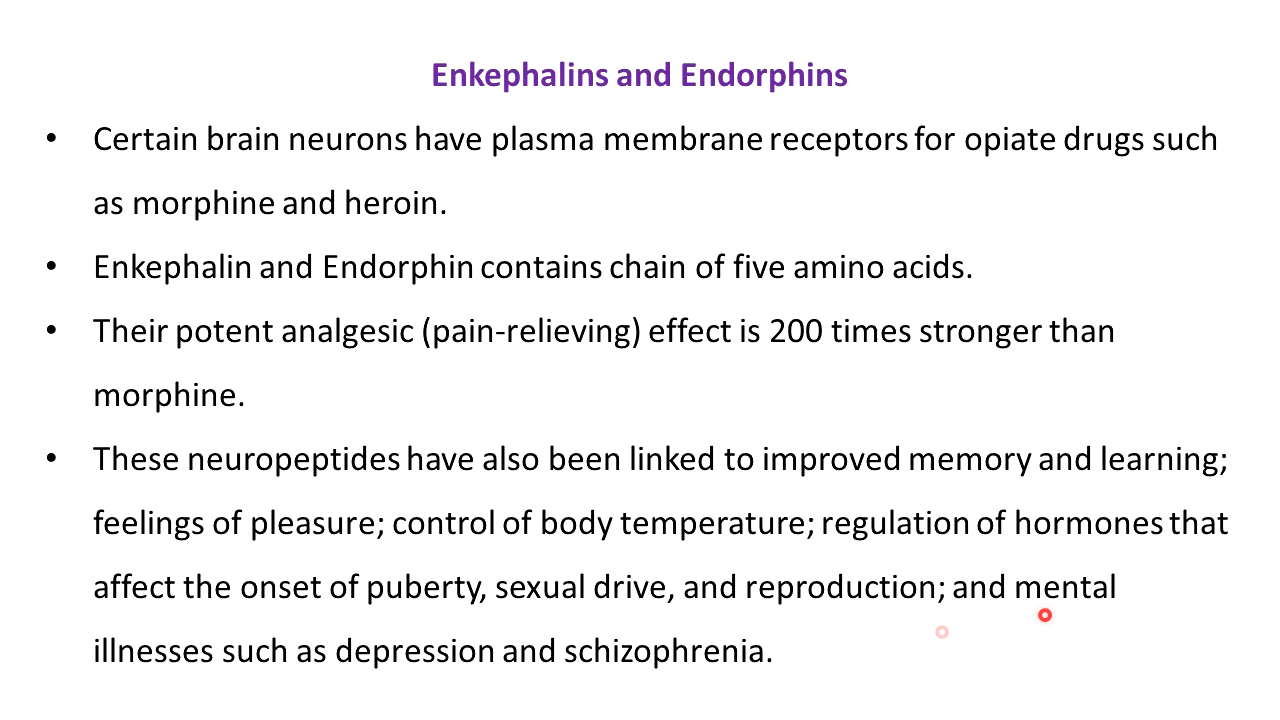 Enkephalins and Endorphins
• Certain brain neurons have plasma membrane receptors for opiate drugs such
as morphine and heroin.
• Enkephalin and Endorphin contains chain of five amino acids.
• Their potent analgesic (pain-relieving) effect is 200 times stronger than
morphine.
• These neuropeptides have also been linked to improved memory and learning;
feelings of pleasure; control of body temperature; regulation of hormones that
affect the onset of puberty, sexual drive, and reproduction; and mental
illnesses such as depression and schizophrenia.